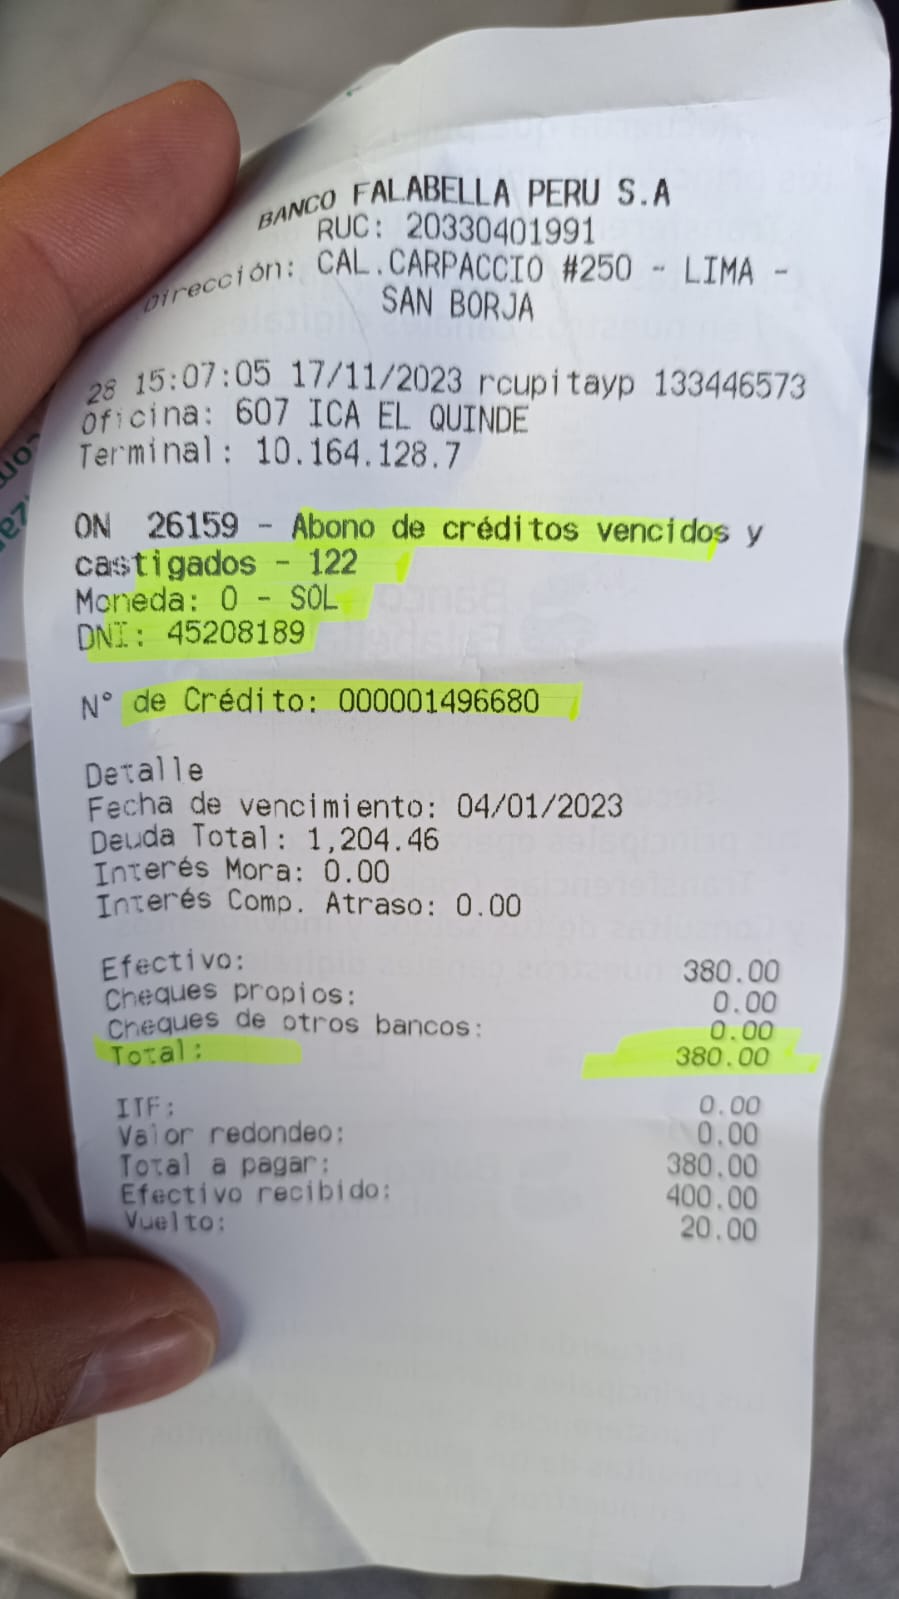 BANCO FALABELLA PERU S.A
RUC: 20330401991
Dirección: CAL.CARPACCIO #250 - LIMA -
SAN BORJA
28 15:07:05 17/11/2023 rcupitayp 133446573
Oficina: 607 ICA EL QUINDE
Terminal: 10.164.128.7
ON 26159 - Abono de créditos vencidos y
castigados - 122
Moneda: 0 - SOL
DNI: 45208189
N° de Crédito: 000001496680
Detalle
Fecha de vencimiento: 04/01/2023
Deuda Total: 1,204.46
Interés Mora: 0.00
Interés Comp. Atraso: 0.00
Efectivo: 380.00
Cheques propios: 0.00
Cheques de otros bancos: 0.00
Total: 380.00
ITF: 0.00
Valor redondeo: 0.00
Total a pagar: 380.00
Efectivo recibido: 400.00
Vuelto: 20.00